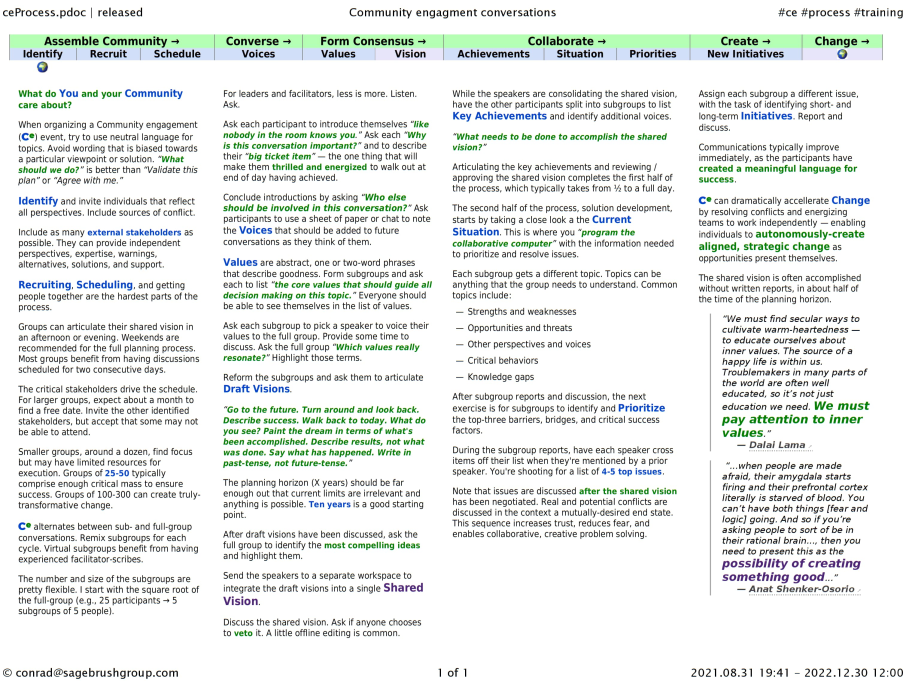 ceProcess.pdoc | released
Community engagment conversations
#ce #process #training
Assemble Community →
Converse →
Form Consensus →
Collaborate →
Create →
Change →
Identify
Recruit
Schedule
Voices
Values
Vision
Achievements
Situation
Priorities
New Initiatives
What do You and your Community
care about?
When organizing a Community engagement
(Ce) event, try to use neutral language for
topics. Avoid wording that is biased towards
a particular viewpoint or solution. "What
should we do?" is better than "Validate this
plan" or "Agree with me."
Identify and invite individuals that reflect
all perspectives. Include sources of conflict.
Include as many external stakeholders as
possible. They can provide independent
perspectives, expertise, warnings,
alternatives, solutions, and support.
Recruiting, Scheduling, and getting
people together are the hardest parts of the
process.
Groups can articulate their shared vision in
an afternoon or evening. Weekends are
recommended for the full planning process.
Most groups benefit from having discussions
scheduled for two consecutive days.
The critical stakeholders drive the schedule.
For larger groups, expect about a month to
find a free date. Invite the other identified
stakeholders, but accept that some may not
be able to attend.
Smaller groups, around a dozen, find focus
but may have limited resources for
execution. Groups of 25-50 typically
comprise enough critical mass to ensure
success. Groups of 100-300 can create truly-
transformative change.
Ce alternates between sub- and full-group
conversations. Remix subgroups for each
cycle. Virtual subgroups benefit from having
experienced facilitator-scribes.
The number and size of the subgroups are
pretty flexible. I start with the square root of
the full-group (e.g., 25 participants → 5
subgroups of 5 people).
For leaders and facilitators, less is more. Listen.
Ask.
Ask each participant to introduce themselves "like
nobody in the room knows you." Ask each "Why
is this conversation important?" and to describe
their "big ticket item" — the one thing that will
make them thrilled and energized to walk out at
end of day having achieved.
Conclude introductions by asking "Who else
should be involved in this conversation?" Ask
participants to use a sheet of paper or chat to note
the Voices that should be added to future
conversations as they think of them.
Values are abstract, one or two-word phrases
that describe goodness. Form subgroups and ask
each to list "the core values that should guide all
decision making on this topic." Everyone should
be able to see themselves in the list of values.
Ask each subgroup to pick a speaker to voice their
values to the full group. Provide some time to
discuss. Ask the full group "Which values really
resonate?" Highlight those terms.
Reform the subgroups and ask them to articulate
Draft Visions.
"Go to the future. Turn around and look back.
Describe success. Walk back to today. What do
you see? Paint the dream in terms of what's
been accomplished. Describe results, not what
was done. Say what has happened. Write in
past-tense, not future-tense."
The planning horizon (X years) should be far
enough out that current limits are irrelevant and
anything is possible. Ten years is a good starting
point.
After draft visions have been discussed, ask the
full group to identify the most compelling ideas
and highlight them.
Send the speakers to a separate workspace to
integrate the draft visions into a single Shared
Vision.
Discuss the shared vision. Ask if anyone chooses
to veto it. A little offline editing is common.
While the speakers are consolidating the shared vision,
have the other participants split into subgroups to list
Key Achievements and identify additional voices.
"What needs to be done to accomplish the shared
vision?"
Articulating the key achievements and reviewing /
approving the shared vision completes the first half of
the process, which typically takes from ½ to a full day.
The second half of the process, solution development,
starts by taking a close look a the Current
Situation. This is where you "program the
collaborative computer" with the information needed
to prioritize and resolve issues.
Each subgroup gets a different topic. Topics can be
anything that the group needs to understand. Common
topics include:
— Strengths and weaknesses
— Opportunities and threats
— Other perspectives and voices
— Critical behaviors
— Knowledge gaps
After subgroup reports and discussion, the next
exercise is for subgroups to identify and Prioritize
the top-three barriers, bridges, and critical success
factors.
During the subgroup reports, have each speaker cross
items off their list when they're mentioned by a prior
speaker. You're shooting for a list of 4-5 top issues.
Note that issues are discussed after the shared vision
has been negotiated. Real and potential conflicts are
discussed in the context a mutually-desired end state.
This sequence increases trust, reduces fear, and
enables collaborative, creative problem solving.
Assign each subgroup a different issue,
with the task of identifying short- and
long-term Initiatives. Report and
discuss.
Communications typically improve
immediately, as the participants have
created a meaningful language for
success.
Ce can dramatically accellerate Change
by resolving conflicts and energizing
teams to work independently — enabling
individuals to autonomously-create
aligned, strategic change as
opportunities present themselves.
The shared vision is often accomplished
without written reports, in about half of
the time of the planning horizon.
"We must find secular ways to
cultivate warm-heartedness —
to educate ourselves about
inner values. The source of a
happy life is within us.
Troublemakers in many parts of
the world are often well
educated, so it's not just
education we need. We must
pay attention to inner
values."
— Dalai Lama
"...when people are made
afraid, their amygdala starts
firing and their prefrontal cortex
literally is starved of blood. You
can't have both things [fear and
logic] going. And so if you're
asking people to sort of be in
their rational brain..., then you
need to present this as the
possibility of creating
something good..."
— Anat Shenker-Osorio
© conrad@sagebrushgroup.com
1 of 1
2021.08.31 19:41 – 2022.12.30 12:00